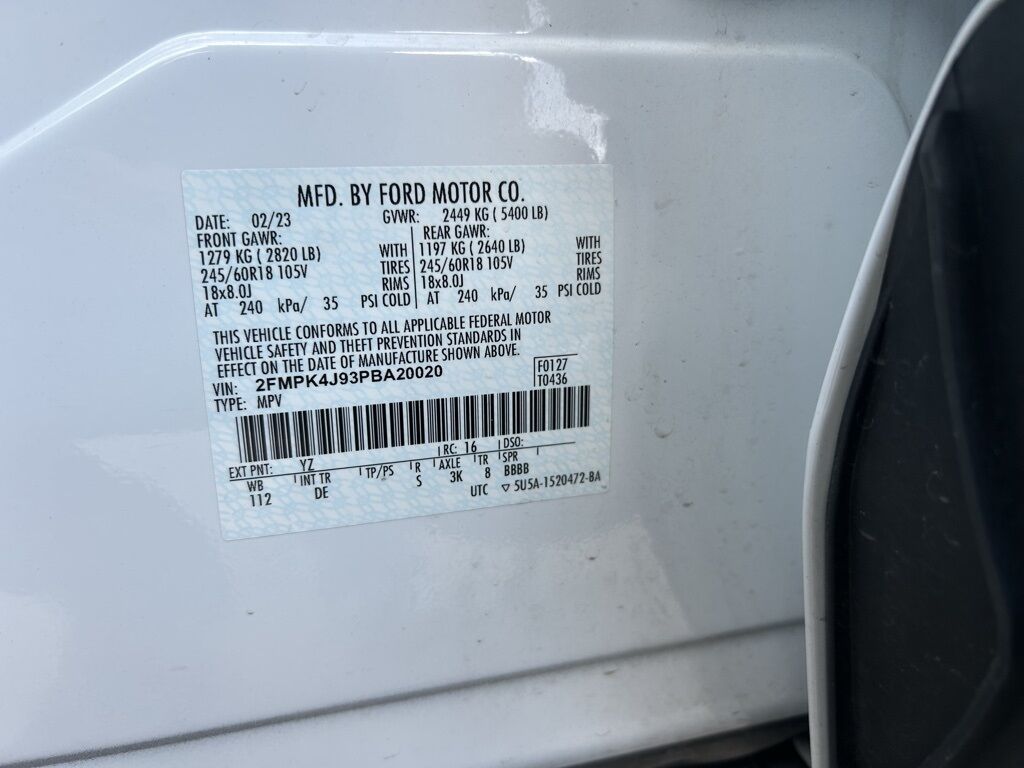 MFD. BY FORD MOTOR CO.
DATE: 02/23 GVWR: 2449 KG ( 5400 LB)
FRONT GAWR: REAR GAWR:
1279 KG ( 2820 LB) WITH 1197 KG ( 2640 LB) WITH
245/60R18 105V TIRES 245/60R18 105V TIRES
18x8.0J RIMS 18x8.0J RIMS
AT 240 kPa/ 35 PSI COLD AT 240 kPa/ 35 PSI COLD
THIS VEHICLE CONFORMS TO ALL APPLICABLE FEDERAL MOTOR
VEHICLE SAFETY AND THEFT PREVENTION STANDARDS IN
EFFECT ON THE DATE OF MANUFACTURE SHOWN ABOVE.
VIN: 2FMPK4J93PBA20020 F0127
TYPE: MPV T0436
EXT PNT: YZ RC: 16 DSO:
WB INT TR TP/PS R AXLE TR SPR
112 DE S 3K 8 BBBB
UTC ▽ 5U5A-1520472-BA